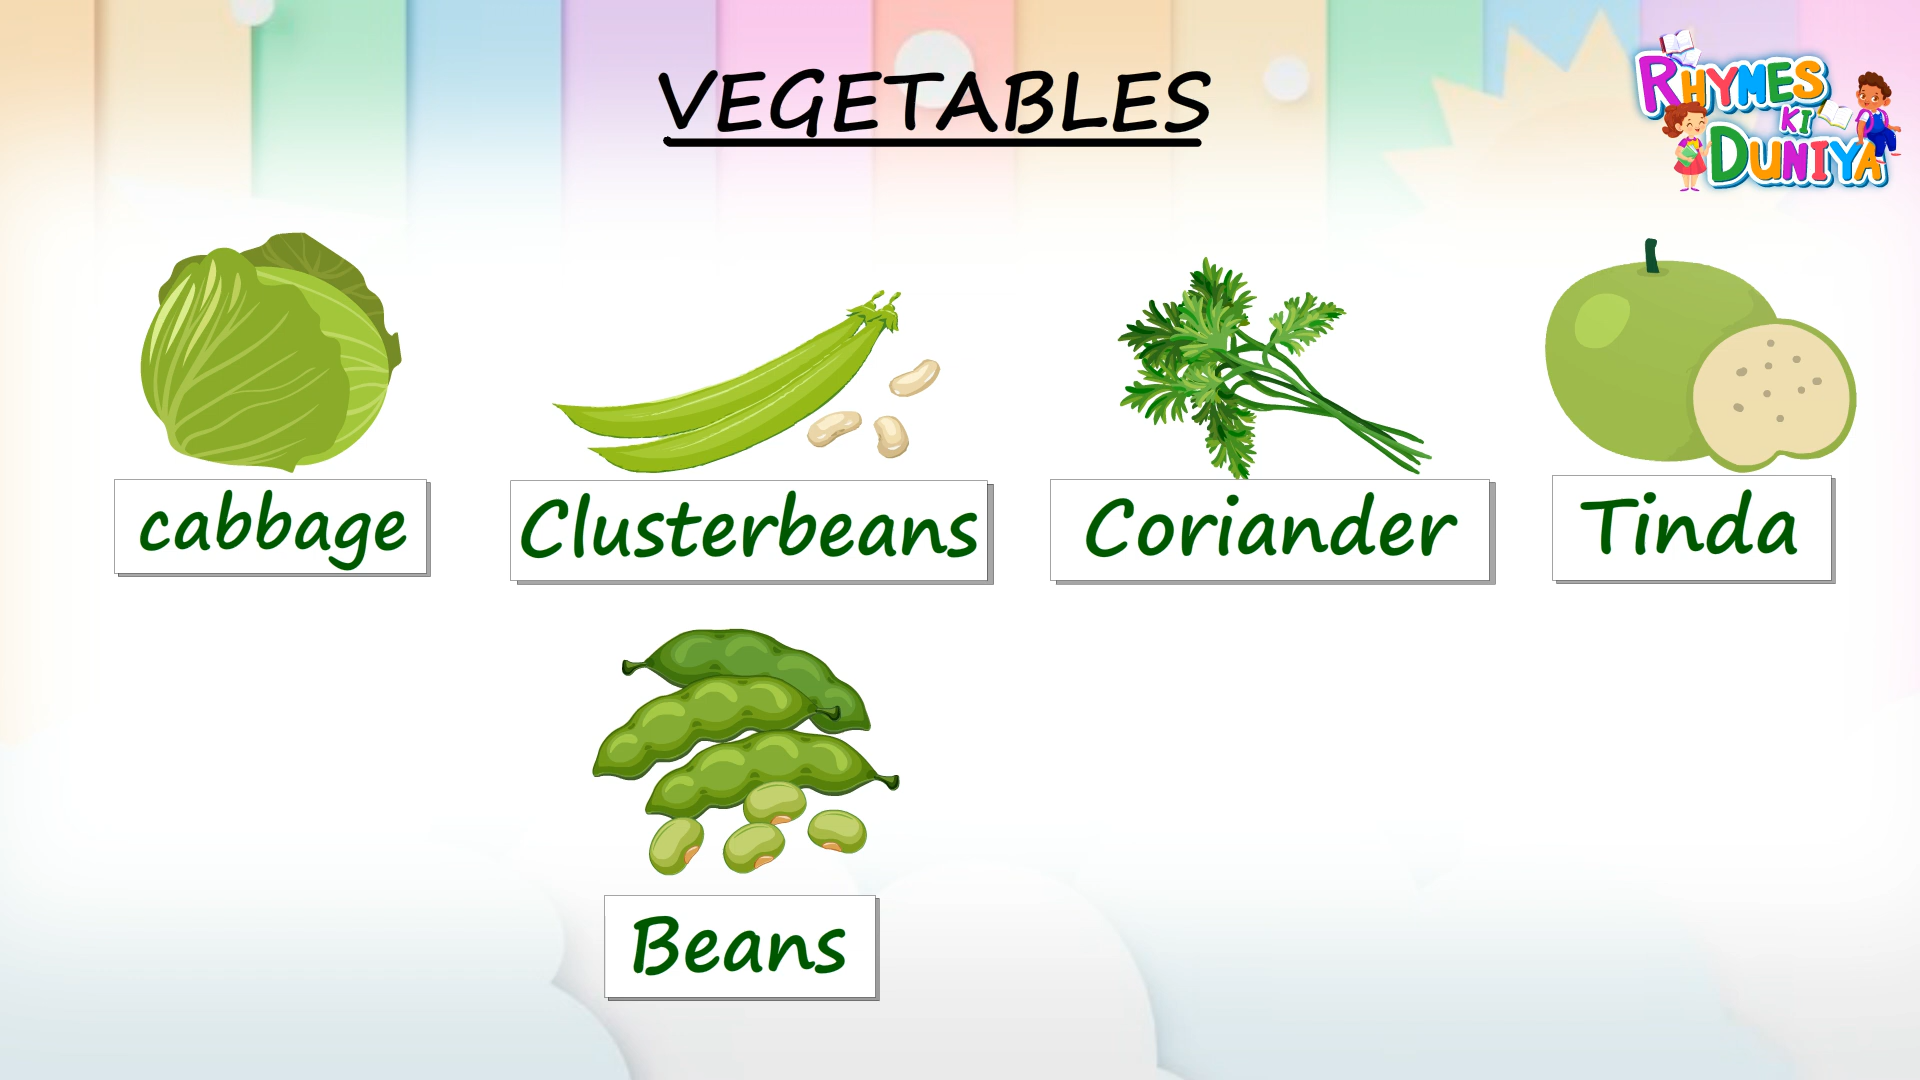 VEGETABLES
RHYMES
KI
DUNIYA
cabbage
Clusterbeans
Coriander
Tinda
Beans